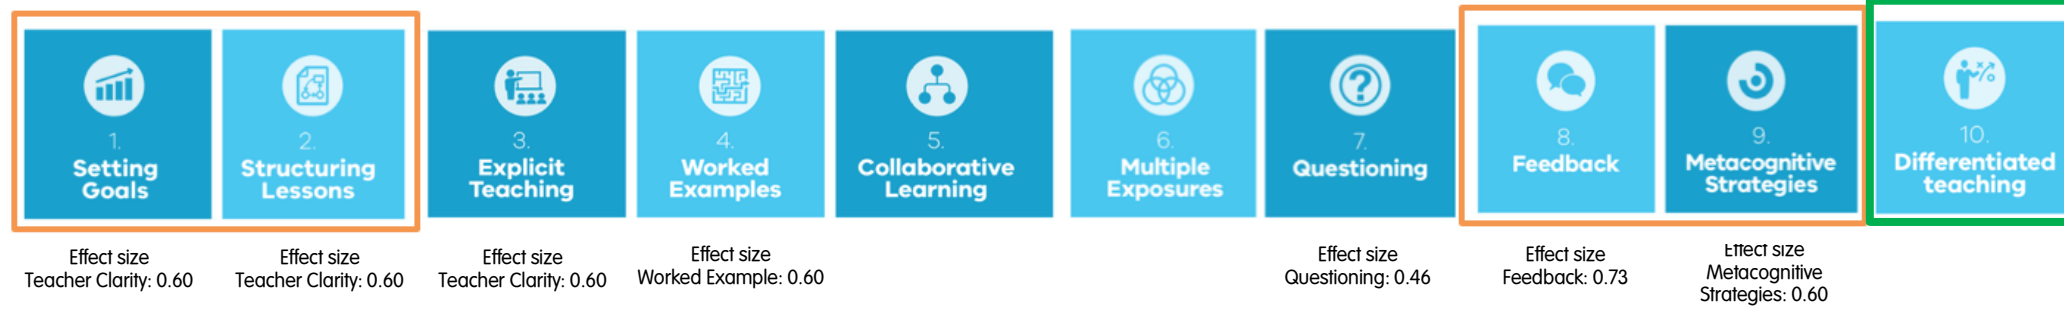 1.
Setting
Goals
2.
Structuring
Lessons
3.
Explicit
Teaching
4.
Worked
Examples
5.
Collaborative
Learning
6.
Multiple
Exposures
7.
Questioning
8.
Feedback
9.
Metacognitive
Strategies
10.
Differentiated
teaching
Effect size
Teacher Clarity: 0.60
Effect size
Teacher Clarity: 0.60
Effect size
Teacher Clarity: 0.60
Effect size
Worked Example: 0.60
Effect size
Questioning: 0.46
Effect size
Feedback: 0.73
Effect size
Metacognitive
Strategies: 0.60